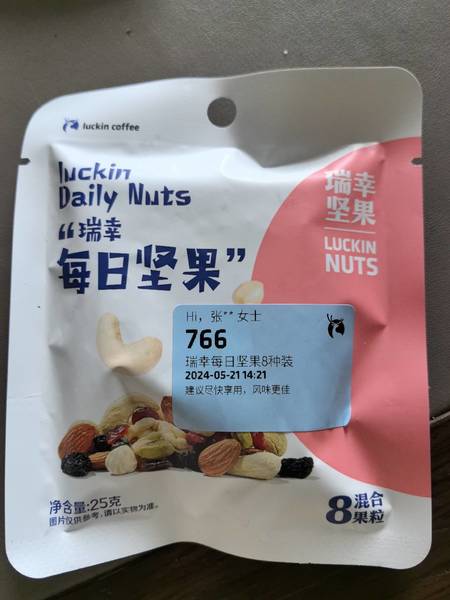 luckin coffee
luckin
Daily Nuts
“瑞幸
每日坚果”
瑞幸
坚果
LUCKIN
NUTS
Hi，张**女士
766
瑞幸每日坚果8种装
2024-05-21 14:21
建议尽快享用，风味更佳
净含量:25克
图片仅供参考,请以实物为准。
8混合
果粒